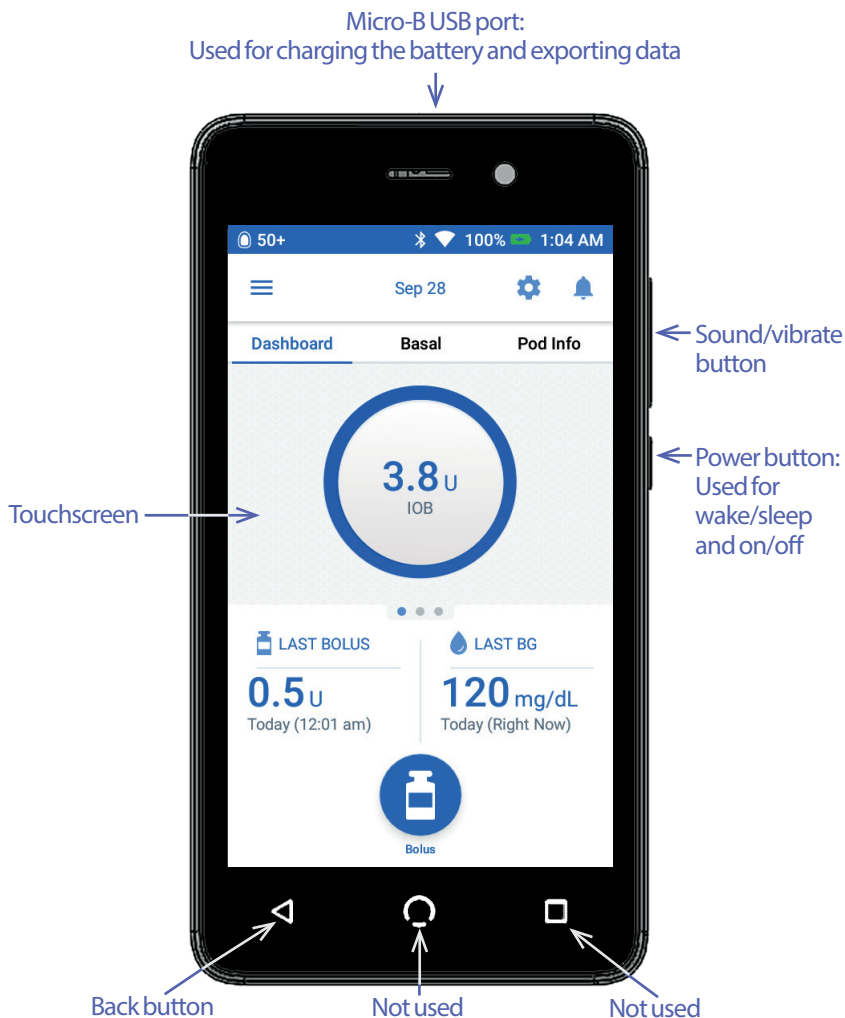 Micro-B USB port:
Used for charging the battery and exporting data
50+ 100% 1:04 AM
Sep 28
Dashboard Basal Pod Info
Sound/vibrate
button
3.8 U
IOB
Power button:
Used for
wake/sleep
and on/off
Touchscreen
LAST BOLUS LAST BG
0.5 U 120 mg/dL
Today (12:01 am) Today (Right Now)
Bolus
Back button Not used Not used